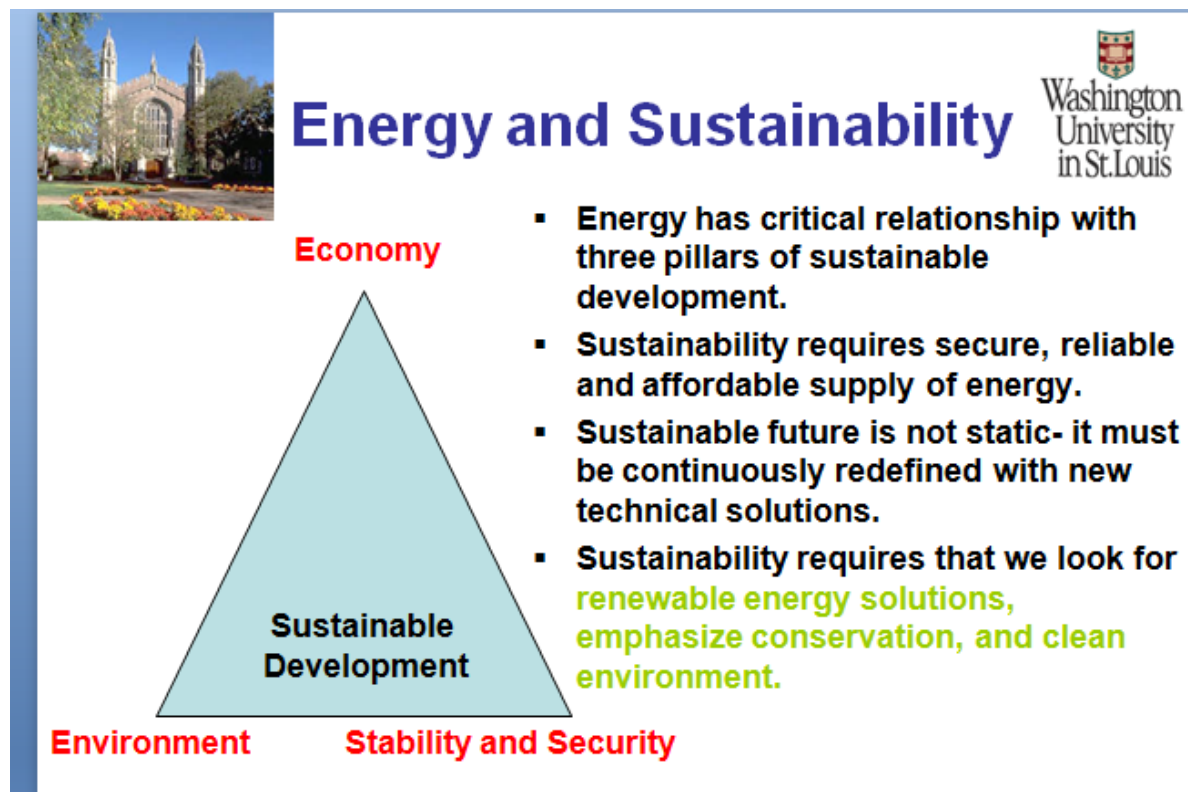 Energy and Sustainability
Washington
University
in St.Louis
Economy
Sustainable
Development
Environment
Stability and Security
▪ Energy has critical relationship with
three pillars of sustainable
development.
▪ Sustainability requires secure, reliable
and affordable supply of energy.
▪ Sustainable future is not static- it must
be continuously redefined with new
technical solutions.
▪ Sustainability requires that we look for
renewable energy solutions,
emphasize conservation, and clean
environment.